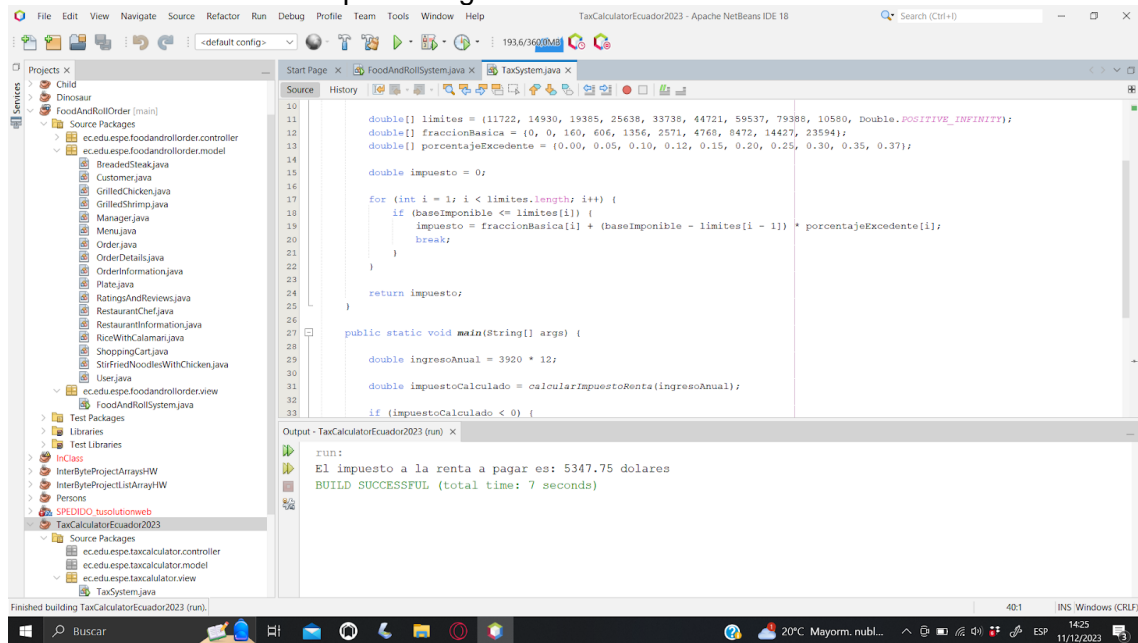 File Edit View Navigate Source Refactor Run Debug Profile Team Tools Window Help
TaxCalculatorEcuador2023 - Apache NetBeans IDE 18
Search (Ctrl+I)
<default config>
193,6/360,0MB
Projects
Services
Child
Dinosaur
FoodAndRollOrder [main]
Source Packages
ec.edu.espe.foodandrollorder.controller
ec.edu.espe.foodandrollorder.model
BreadedSteak.java
Customer.java
GrilledChicken.java
GrilledShrimp.java
Manager.java
Menu.java
Order.java
OrderDetails.java
OrderInformation.java
Plate.java
RatingsAndReviews.java
RestaurantChef.java
RestaurantInformation.java
RiceWithCalamari.java
ShoppingCart.java
StirFriedNoodlesWithChicken.java
User.java
ec.edu.espe.foodandrollorder.view
FoodAndRollSystem.java
Test Packages
Libraries
Test Libraries
InClass
InterByteProjectArraysHW
InterByteProjectListArrayHW
Persons
SPEDIDO_tusolutionweb
TaxCalculatorEcuador2023
Source Packages
ec.edu.espe.taxcalculator.controller
ec.edu.espe.taxcalculator.model
ec.edu.espe.taxcalulator.view
TaxSystem.java
Start Page FoodAndRollSystem.java TaxSystem.java
Source History
10
11 double[] limites = {11722, 14930, 19385, 25638, 33738, 44721, 59537, 79388, 10580, Double.POSITIVE_INFINITY};
12 double[] fraccionBasica = {0, 0, 160, 606, 1356, 2571, 4768, 8472, 14427, 23594};
13 double[] porcentajeExcedente = {0.00, 0.05, 0.10, 0.12, 0.15, 0.20, 0.25, 0.30, 0.35, 0.37};
14
15 double impuesto = 0;
16
17 for (int i = 1; i < limites.length; i++) {
18 if (baseImponible <= limites[i]) {
19 impuesto = fraccionBasica[i] + (baseImponible - limites[i - 1]) * porcentajeExcedente[i];
20 break;
21 }
22 }
23
24 return impuesto;
25 }
26
27 public static void main(String[] args) {
28
29 double ingresoAnual = 3920 * 12;
30
31 double impuestoCalculado = calcularImpuestoRenta(ingresoAnual);
32
33 if (impuestoCalculado < 0) {
Output - TaxCalculatorEcuador2023 (run)
run:
El impuesto a la renta a pagar es: 5347.75 dolares
BUILD SUCCESSFUL (total time: 7 seconds)
Finished building TaxCalculatorEcuador2023 (run).
40:1 INS Windows (CRLF)
Buscar
20°C Mayorm. nubl...
ESP
14:25
11/12/2023